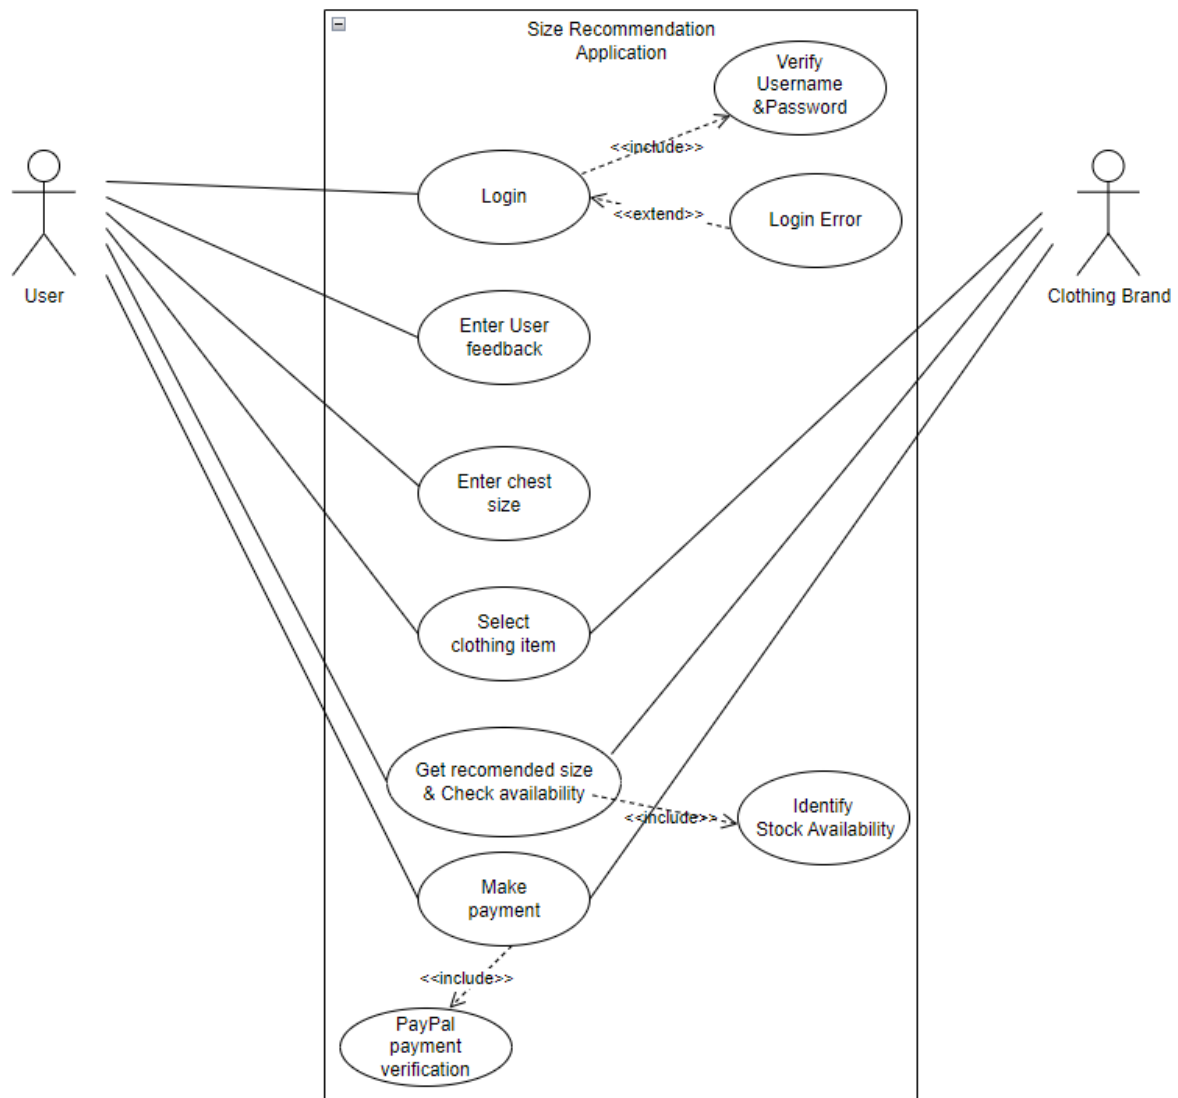 Size Recommendation
Application
Verify
Username
&Password
<<include>>
Login
<<extend>>
Login Error
User
Clothing Brand
Enter User
feedback
Enter chest
size
Select
clothing item
Get recomended size
& Check availability
<<include>>
Identify
Stock Availability
Make
payment
<<include>>
PayPal
payment
verification